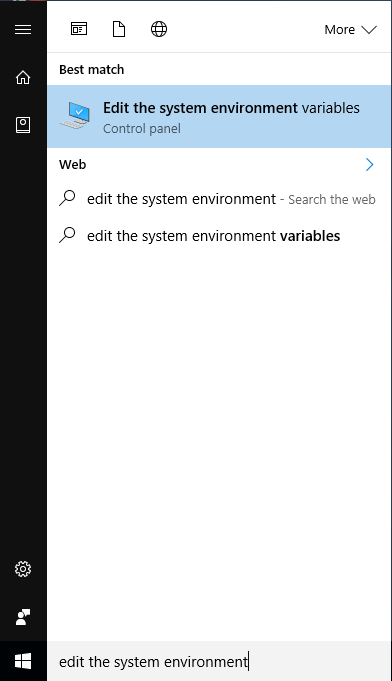 More
Best match
Edit the system environment variables
Control panel
Web
edit the system environment - Search the web
edit the system environment variables
edit the system environment